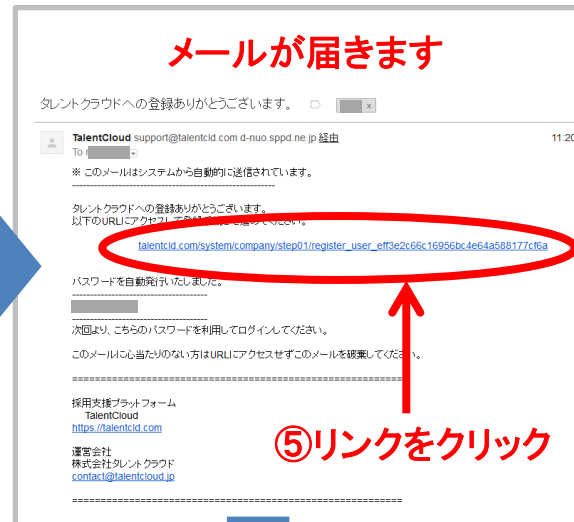 メールが届きます
タレントクラウドへの登録ありがとうございます。
x
TalentCloud support@talentcld.com d-nuo.sppd.ne.jp 経由
11:20
To
※ このメールはシステムから自動的に送信されています。
------------------------------------------------
タレントクラウドへの登録ありがとうございます。
以下のURLにアクセスして登録
talentcld.com/system/company/step01/register_user_eff3e2c66c16956bc4e64a588177cf6a
パスワードを自動発行いたしました。
--------------------------------
--------------------------------
次回より、こちらのパスワードを利用してログインしてください。
このメールに心当たりのない方はURLにアクセスせずこのメールを破棄してください。
==========================================================
採用支援プラットフォーム
TalentCloud
https://talentcld.com
⑤リンクをクリック
運営会社
株式会社タレントクラウド
contact@talentcloud.jp
==========================================================